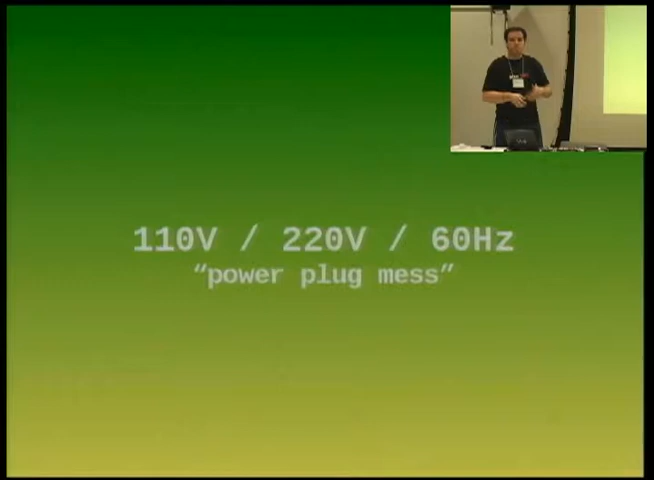 110V / 220V / 60Hz
“power plug mess”